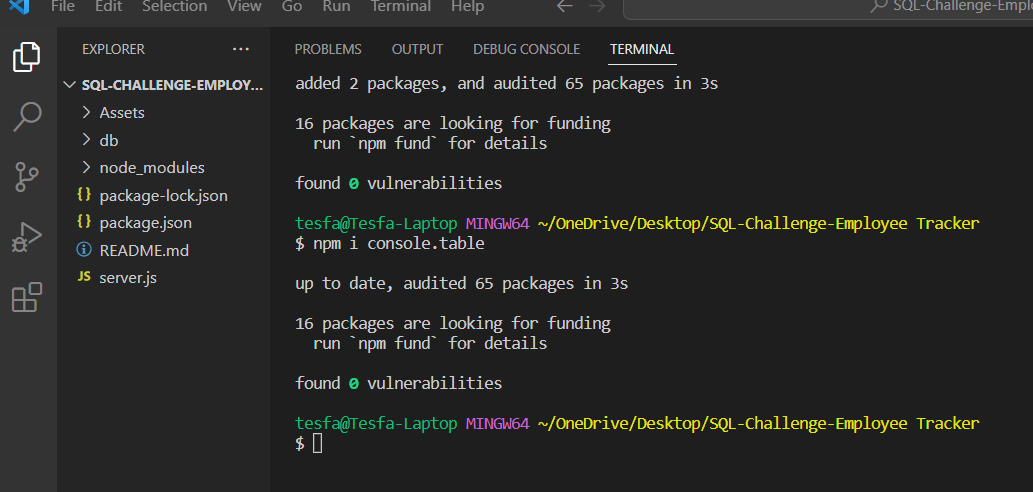 File Edit Selection View Go Run Terminal Help
SQL-Challenge-Emplo
EXPLORER
SQL-CHALLENGE-EMPLOY...
Assets
db
node_modules
package-lock.json
package.json
README.md
JS server.js
PROBLEMS OUTPUT DEBUG CONSOLE TERMINAL
added 2 packages, and audited 65 packages in 3s
16 packages are looking for funding
run `npm fund` for details
found 0 vulnerabilities
tesfa@Tesfa-Laptop MINGW64 ~/OneDrive/Desktop/SQL-Challenge-Employee Tracker
$ npm i console.table
up to date, audited 65 packages in 3s
16 packages are looking for funding
run `npm fund` for details
found 0 vulnerabilities
tesfa@Tesfa-Laptop MINGW64 ~/OneDrive/Desktop/SQL-Challenge-Employee Tracker
$